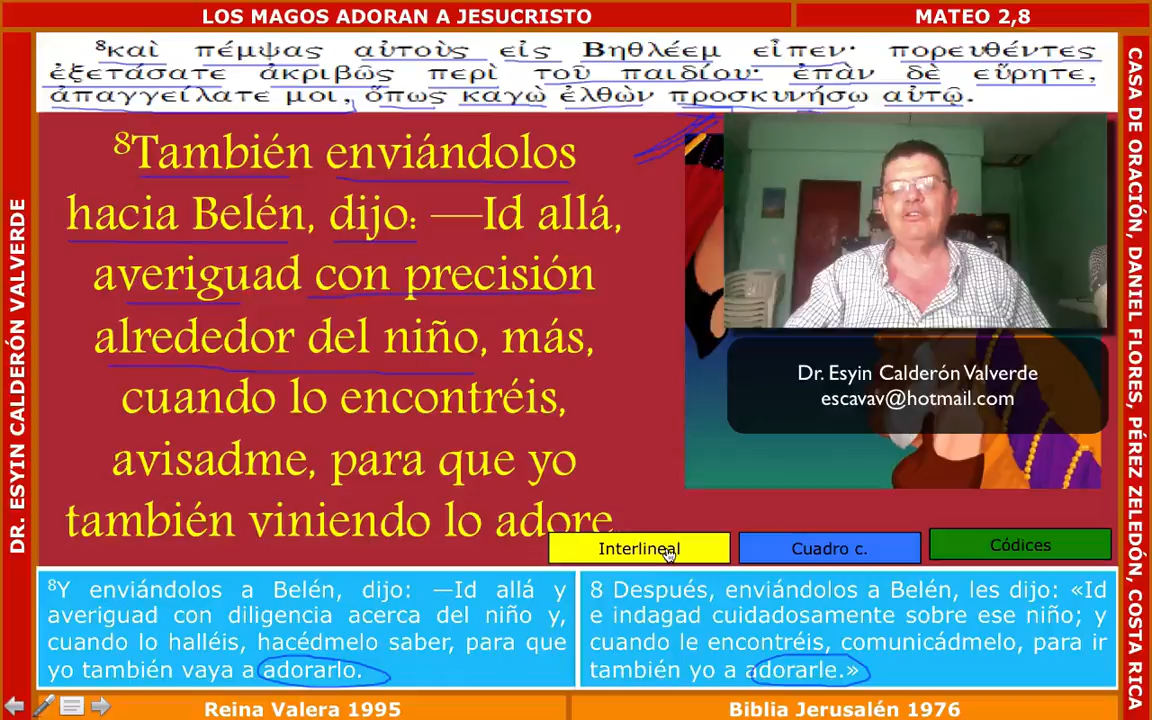 LOS MAGOS ADORAN A JESUCRISTO
MATEO 2,8
⁸καὶ πέμψας αὐτοὺς εἰς Βηθλέεμ εἶπεν· πορευθέντες
ἐξετάσατε ἀκριβῶς περὶ τοῦ παιδίου· ἐπὰν δὲ εὕρητε,
ἀπαγγείλατε μοι, ὅπως καγὼ ἐλθὼν προσκυνήσω αὐτῷ.
⁸También enviándolos
hacia Belén, dijo: —Id allá,
averiguad con precisión
alrededor del niño, más,
cuando lo encontréis,
avisadme, para que yo
también viniendo lo adore.
Dr. Esyin Calderón Valverde
escavav@hotmail.com
Interlineal
Cuadro c.
Códices
⁸Y enviándolos a Belén, dijo: —Id allá y
averiguad con diligencia acerca del niño y,
cuando lo halléis, hacédmelo saber, para que
yo también vaya a adorarlo.
8 Después, enviándolos a Belén, les dijo: «Id
e indagad cuidadosamente sobre ese niño; y
cuando le encontréis, comunicádmelo, para ir
también yo a adorarle.»
Reina Valera 1995
Biblia Jerusalén 1976
DR. ESYIN CALDERÓN VALVERDE
CASA DE ORACIÓN, DANIEL FLORES, PÉREZ ZELEDÓN, COSTA RICA